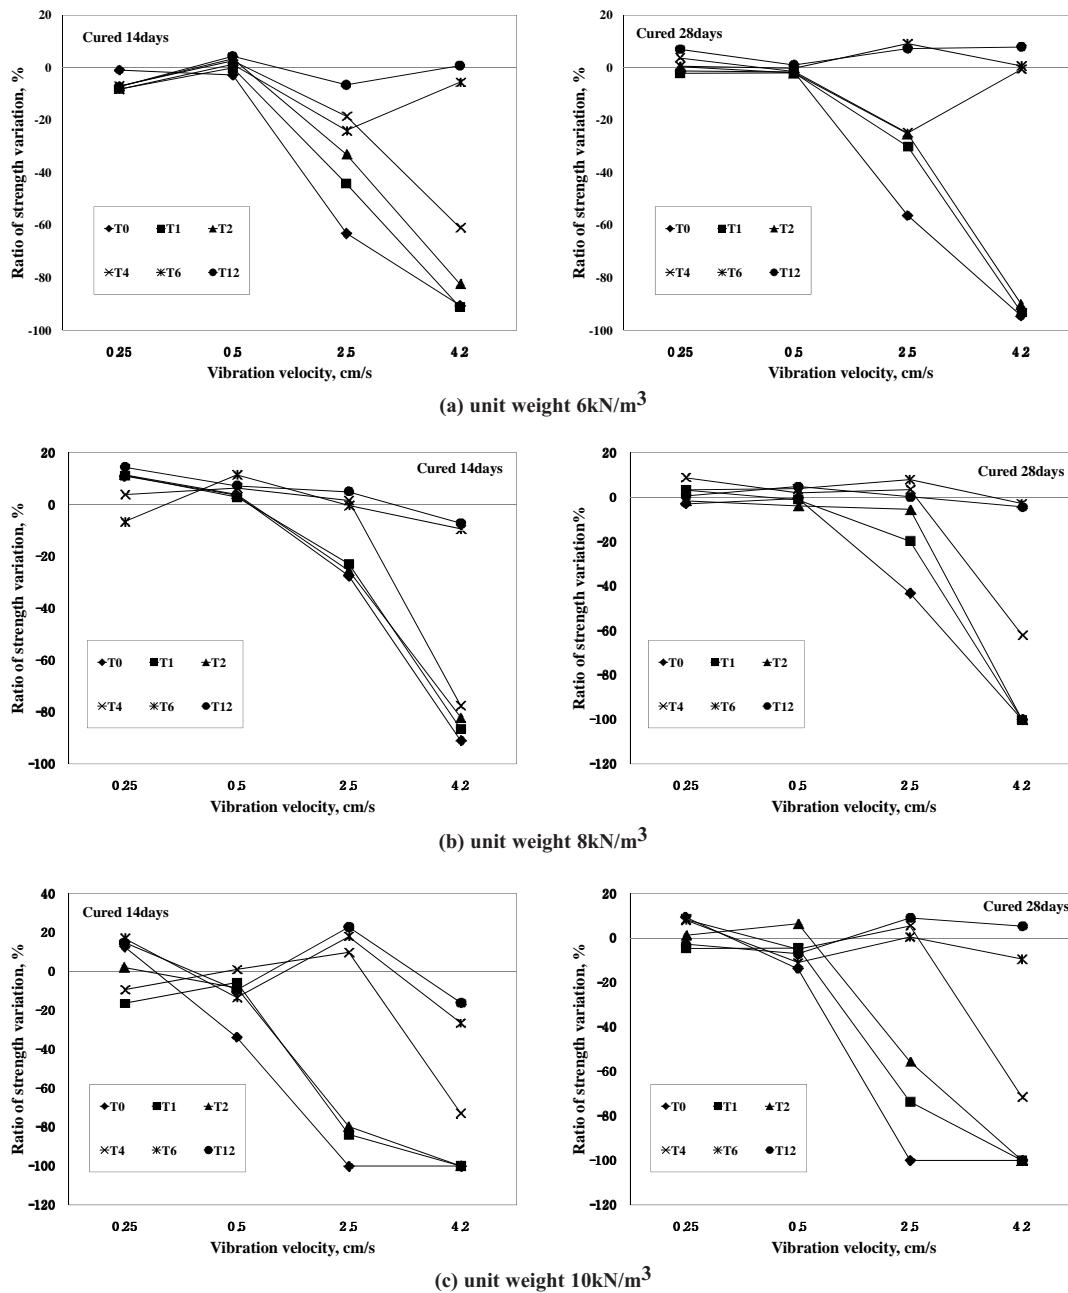 Cured 14days
Ratio of strength variation, %
20
0
-20
-40
-60
-80
-100
T0 T1 T2
T4 T6 T12
0.25 0.5 2.5 4.2
Vibration velocity, cm/s
Cured 28days
Ratio of strength variation, %
20
0
-20
-40
-60
-80
-100
T0 T1 T2
T4 T6 T12
0.25 0.5 2.5 4.2
Vibration velocity, cm/s
(a) unit weight 6kN/m³
Cured 14days
Ratio of strength variation, %
20
0
-20
-40
-60
-80
-100
T0 T1 T2
T4 T6 T12
0.25 0.5 2.5 4.2
Vibration velocity, cm/s
Cured 28days
Ratio of strength variation%
20
0
-20
-40
-60
-80
-100
-120
T0 T1 T2
T4 T6 T12
0.25 0.5 2.5 4.2
Vibration velocity, cm/s
(b) unit weight 8kN/m³
Cured 14days
Ratio of strength variation, %
40
20
0
-20
-40
-60
-80
-100
-120
T0 T1 T2
T4 T6 T12
0.25 0.5 2.5 4.2
Vibration velocity, cm/s
Cured 28days
Ratio of strength variation, %
20
0
-20
-40
-60
-80
-100
-120
T0 T1 T2
T4 T6 T12
0.25 0.5 2.5 4.2
Vibration velocity, cm/s
(c) unit weight 10kN/m³